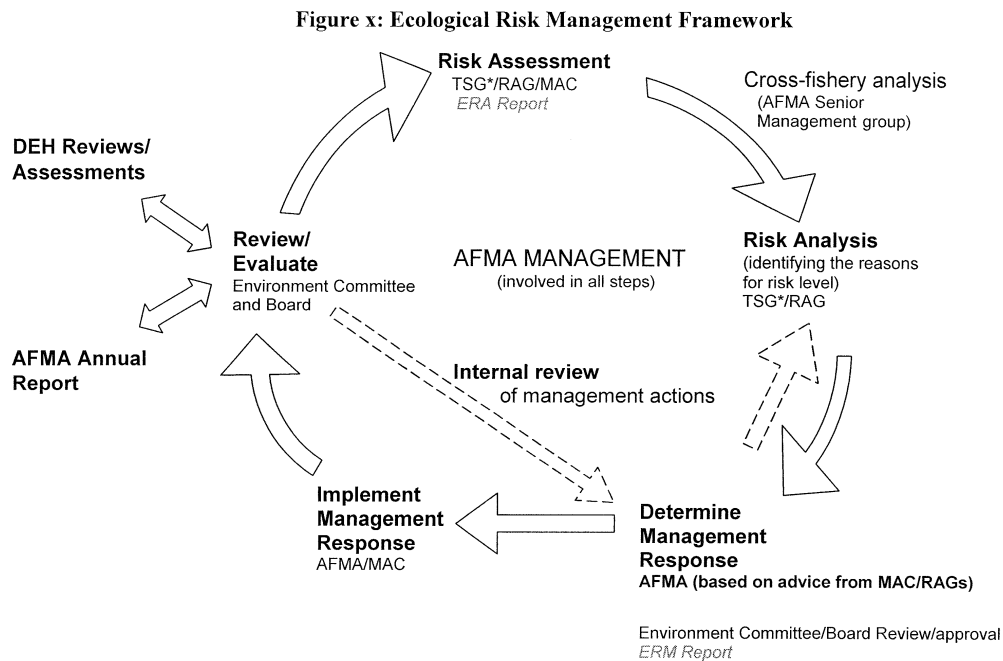 Figure x: Ecological Risk Management Framework
Risk Assessment
TSG*/RAG/MAC
ERA Report
Cross-fishery analysis
(AFMA Senior
Management group)
DEH Reviews/
Assessments
Review/
Evaluate
Environment Committee
and Board
AFMA MANAGEMENT
(involved in all steps)
Risk Analysis
(identifying the reasons
for risk level)
TSG*/RAG
AFMA Annual
Report
Internal review
of management actions
Implement
Management
Response
AFMA/MAC
Determine
Management
Response
AFMA (based on advice from MAC/RAGs)
Environment Committee/Board Review/approval
ERM Report